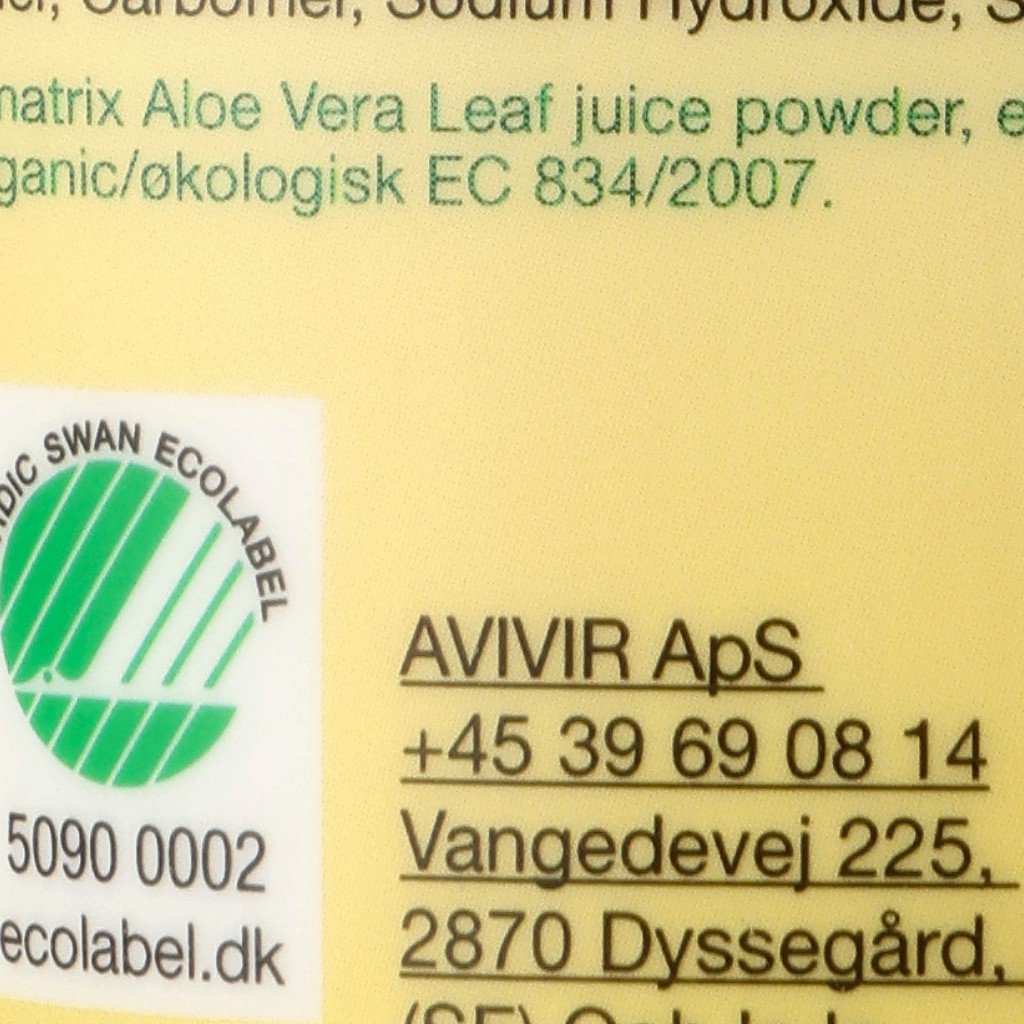 Carbomer, Sodium Hydroxide,
matrix Aloe Vera Leaf juice powder,
ganic/økologisk EC 834/2007.
SWAN ECOLABEL
5090 0002
ecolabel.dk
AVIVIR ApS
+45 39 69 08 14
Vangedevej 225,
2870 Dyssegård,